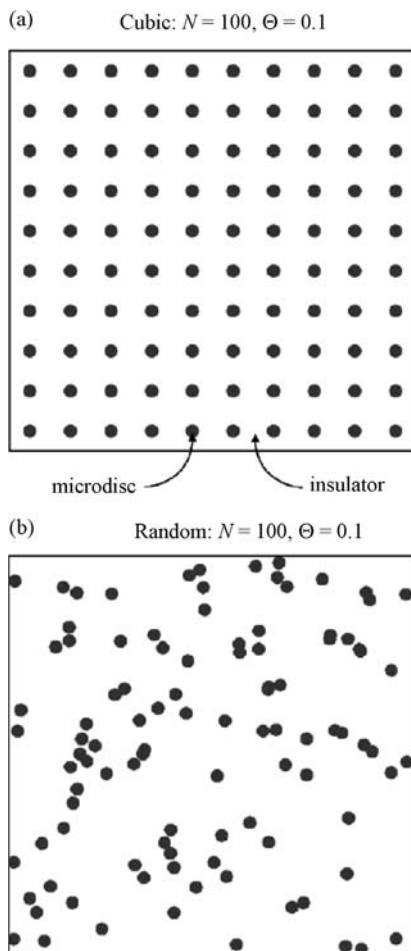 (a)
Cubic: N = 100, Θ = 0.1
microdisc
insulator
(b)
Random: N = 100, Θ = 0.1